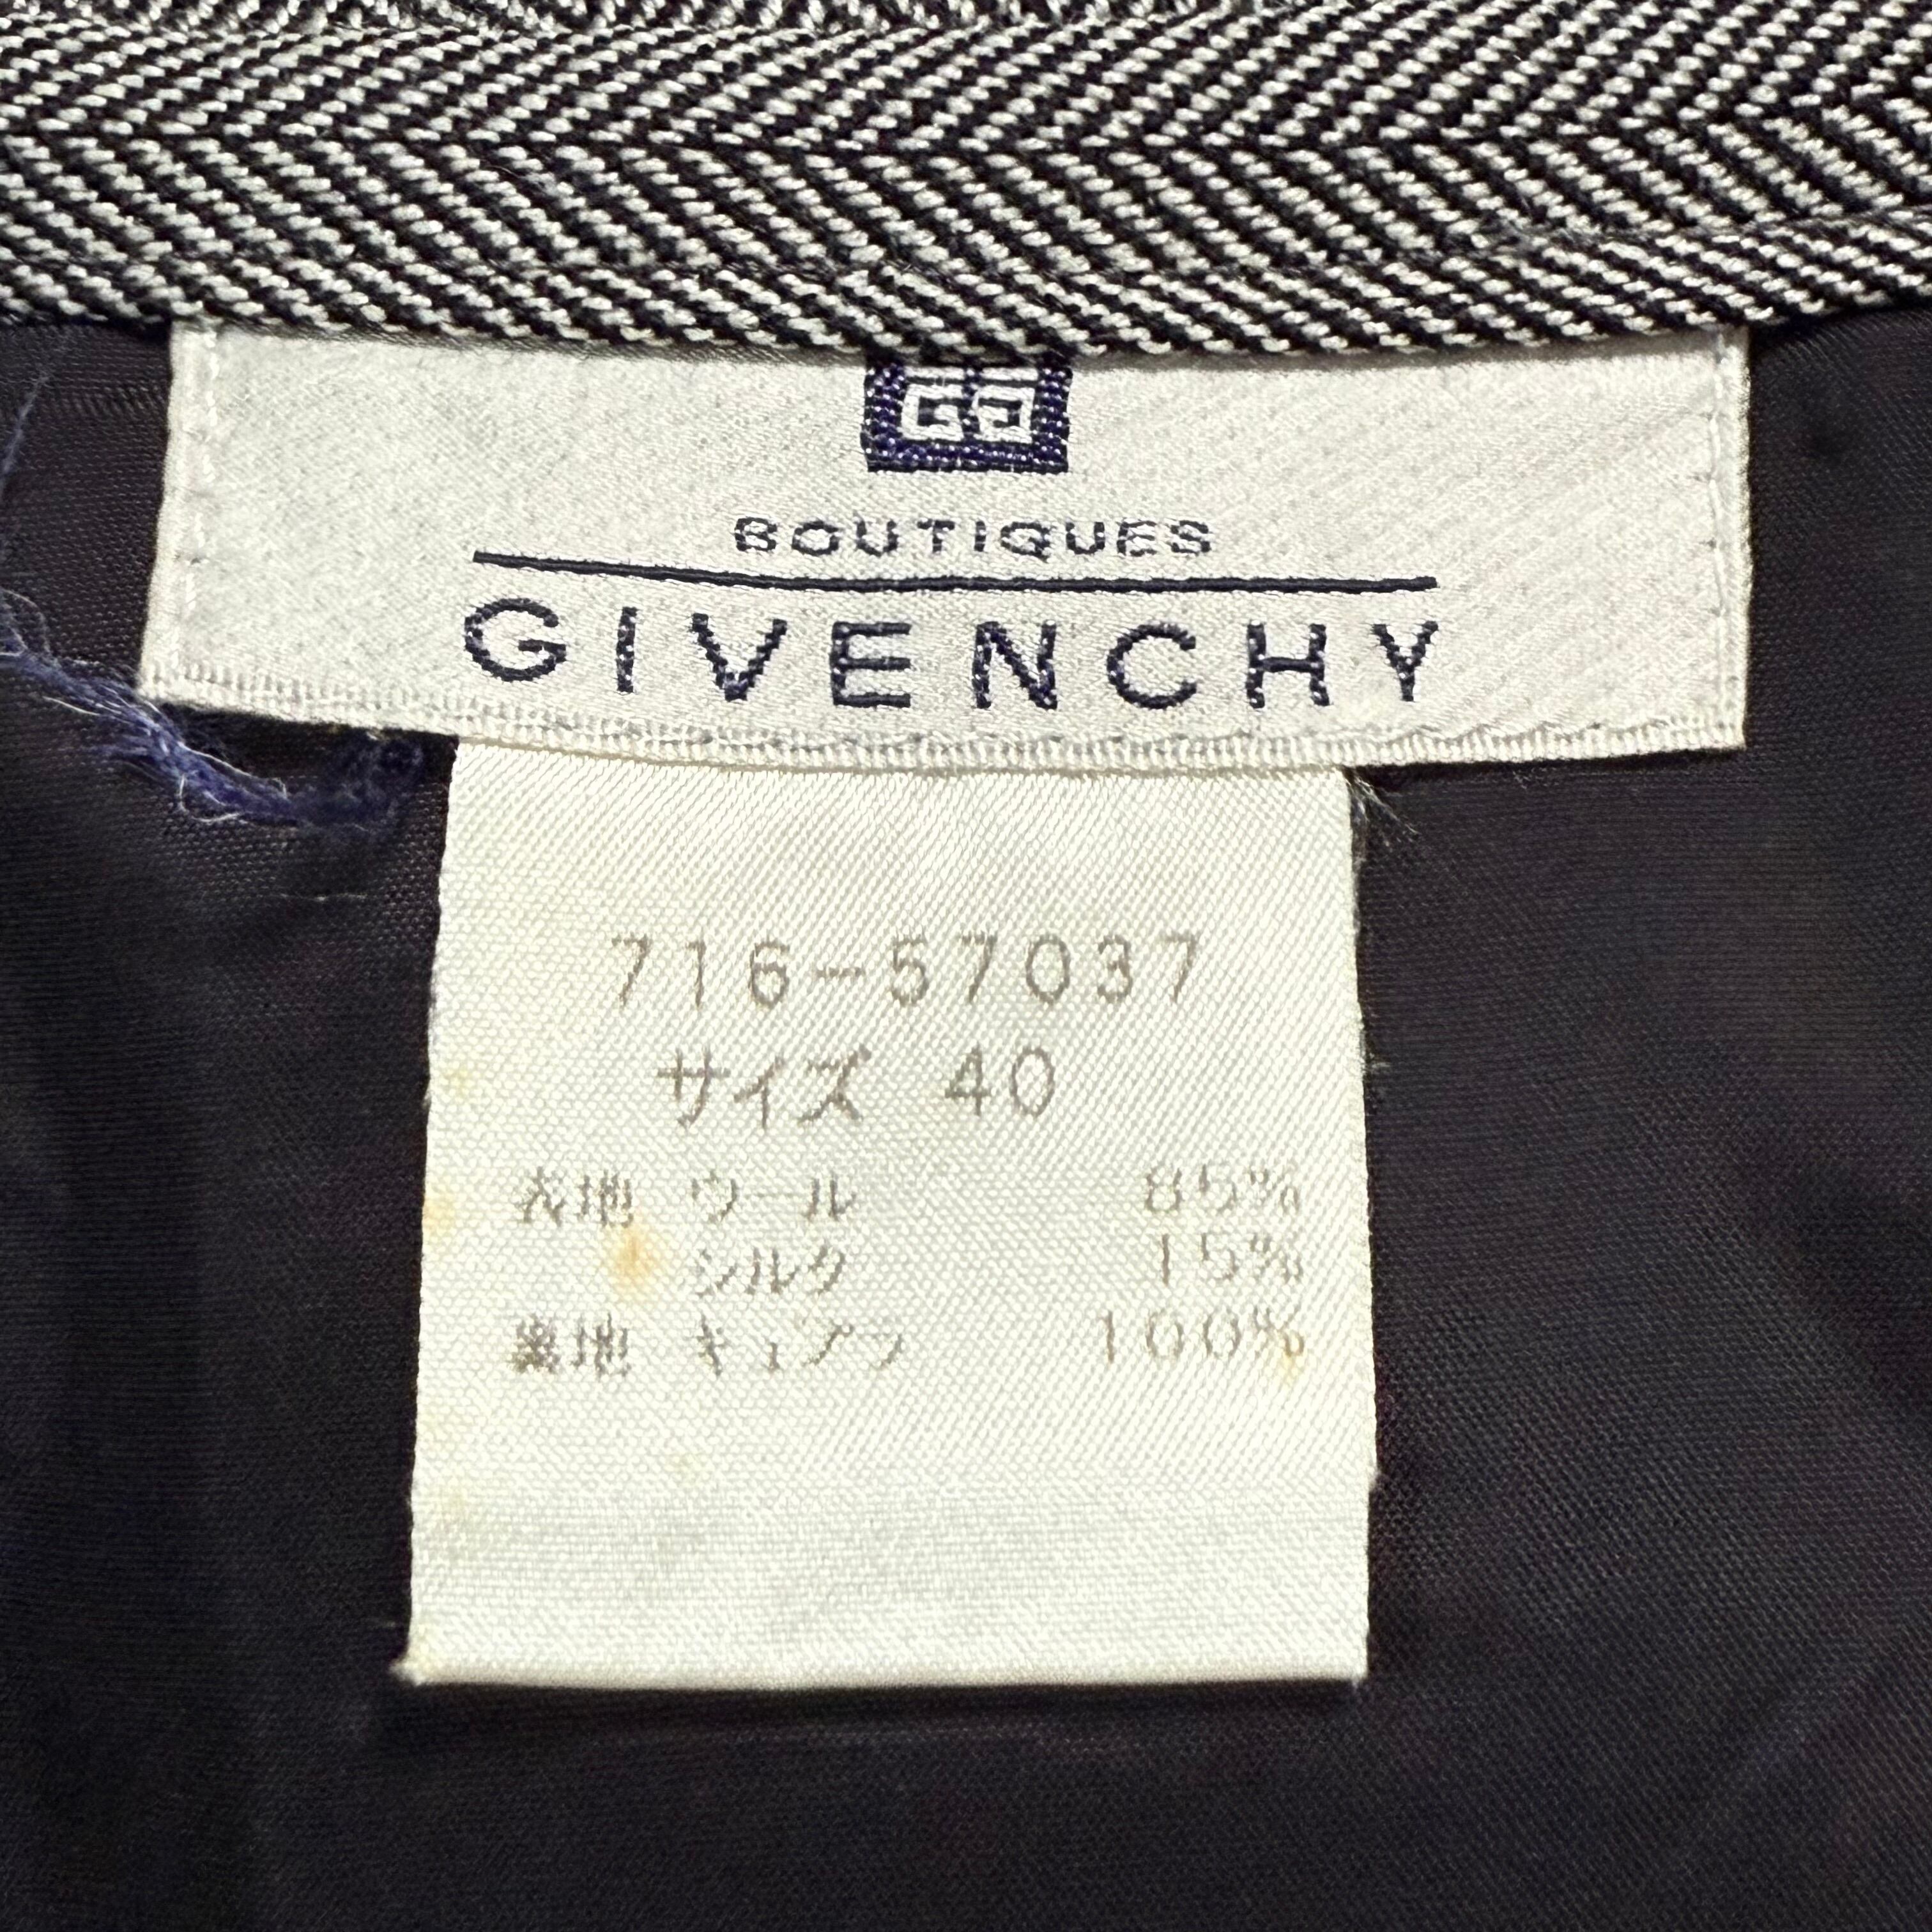 BOUTIQUES
GIVENCHY
716-57037
サイズ 40
表地 ウール 85%
シルク 15%
裏地 キュプラ 100%